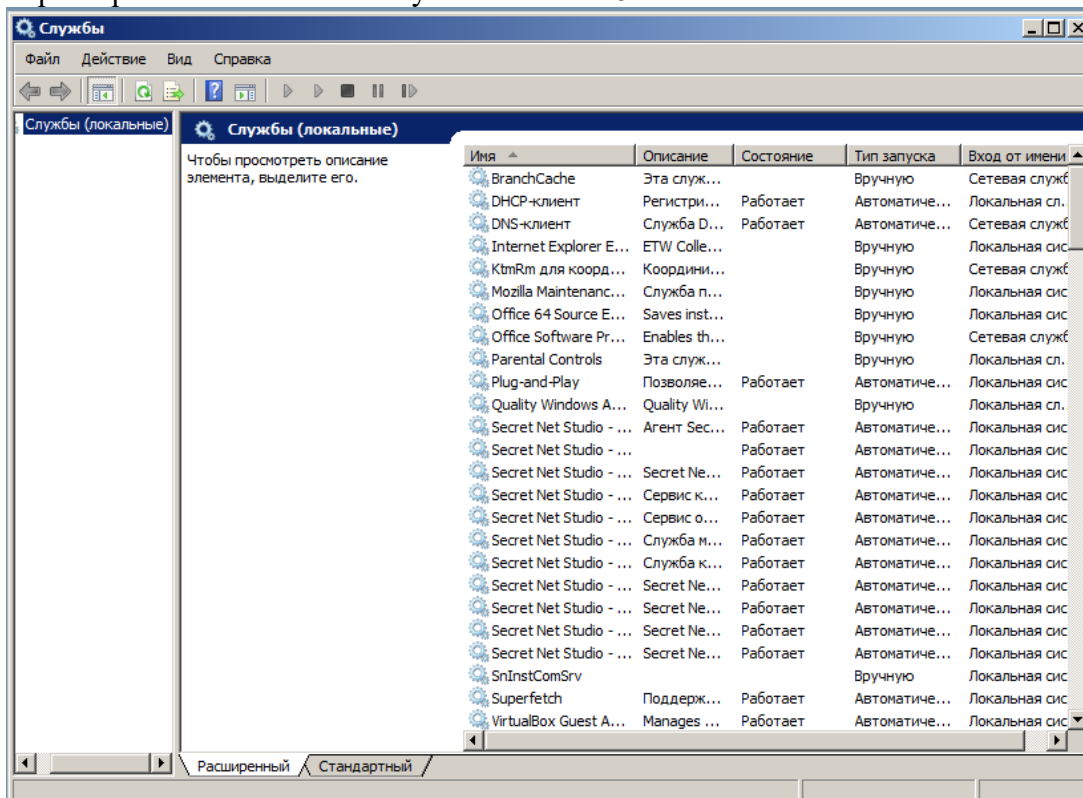 Службы
Файл Действие Вид Справка
Службы (локальные)
Службы (локальные)
Чтобы просмотреть описание
элемента, выделите его.
Имя Описание Состояние Тип запуска Вход от имени
BranchCache Эта служ... Вручную Сетевая служб
DHCP-клиент Регистри... Работает Автоматиче... Локальная сл..
DNS-клиент Служба D... Работает Автоматиче... Сетевая служб
Internet Explorer E... ETW Colle... Вручную Локальная сис
KtmRm для коорд... Координи... Вручную Сетевая служб
Mozilla Maintenanc... Служба п... Вручную Локальная сис
Office 64 Source E... Saves inst... Вручную Локальная сис
Office Software Pr... Enables th... Вручную Сетевая служб
Parental Controls Эта служ... Вручную Локальная сл..
Plug-and-Play Позволяе... Работает Автоматиче... Локальная сис
Quality Windows A... Quality Wi... Вручную Локальная сл..
Secret Net Studio - ... Агент Sec... Работает Автоматиче... Локальная сис
Secret Net Studio - ... Работает Автоматиче... Локальная сис
Secret Net Studio - ... Secret Ne... Работает Автоматиче... Локальная сис
Secret Net Studio - ... Сервис к... Работает Автоматиче... Локальная сис
Secret Net Studio - ... Сервис о... Работает Автоматиче... Локальная сис
Secret Net Studio - ... Служба м... Работает Автоматиче... Локальная сис
Secret Net Studio - ... Служба к... Работает Автоматиче... Локальная сис
Secret Net Studio - ... Secret Ne... Работает Автоматиче... Локальная сис
Secret Net Studio - ... Secret Ne... Работает Автоматиче... Локальная сис
Secret Net Studio - ... Secret Ne... Работает Автоматиче... Локальная сис
Secret Net Studio - ... Secret Ne... Работает Автоматиче... Локальная сис
SnInstComSrv Вручную Локальная сис
Superfetch Поддерж... Работает Автоматиче... Локальная сис
VirtualBox Guest A... Manages ... Работает Автоматиче... Локальная сис
Расширенный Стандартный